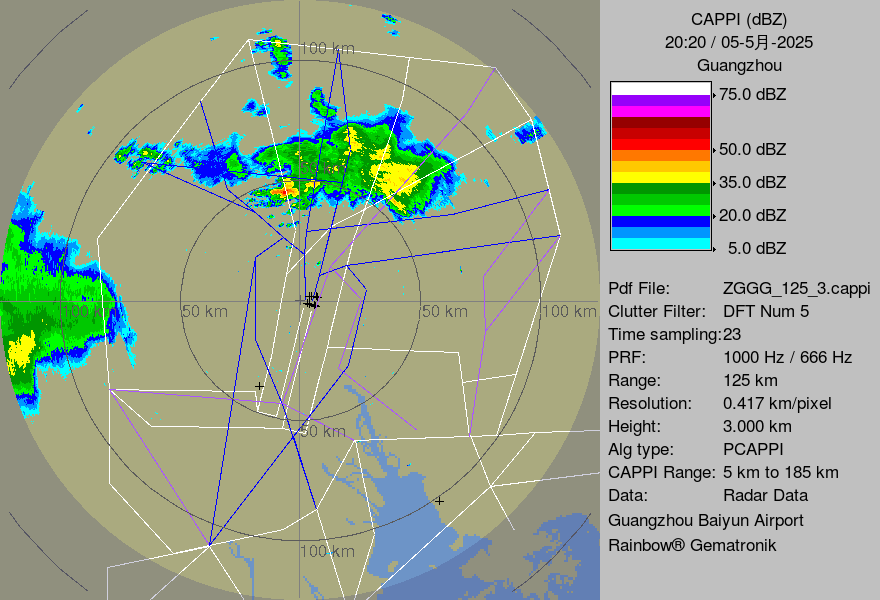 CAPPI (dBZ)
20:20 / 05-5月-2025
Guangzhou
75.0 dBZ
50.0 dBZ
35.0 dBZ
20.0 dBZ
5.0 dBZ
Pdf File: ZGGG_125_3.cappi
Clutter Filter: DFT Num 5
Time sampling:23
PRF: 1000 Hz / 666 Hz
Range: 125 km
Resolution: 0.417 km/pixel
Height: 3.000 km
Alg type: PCAPPI
CAPPI Range: 5 km to 185 km
Data: Radar Data
Guangzhou Baiyun Airport
Rainbow® Gematronik
100 km
100 km
50 km
50 km
100 km
50 km
100 km